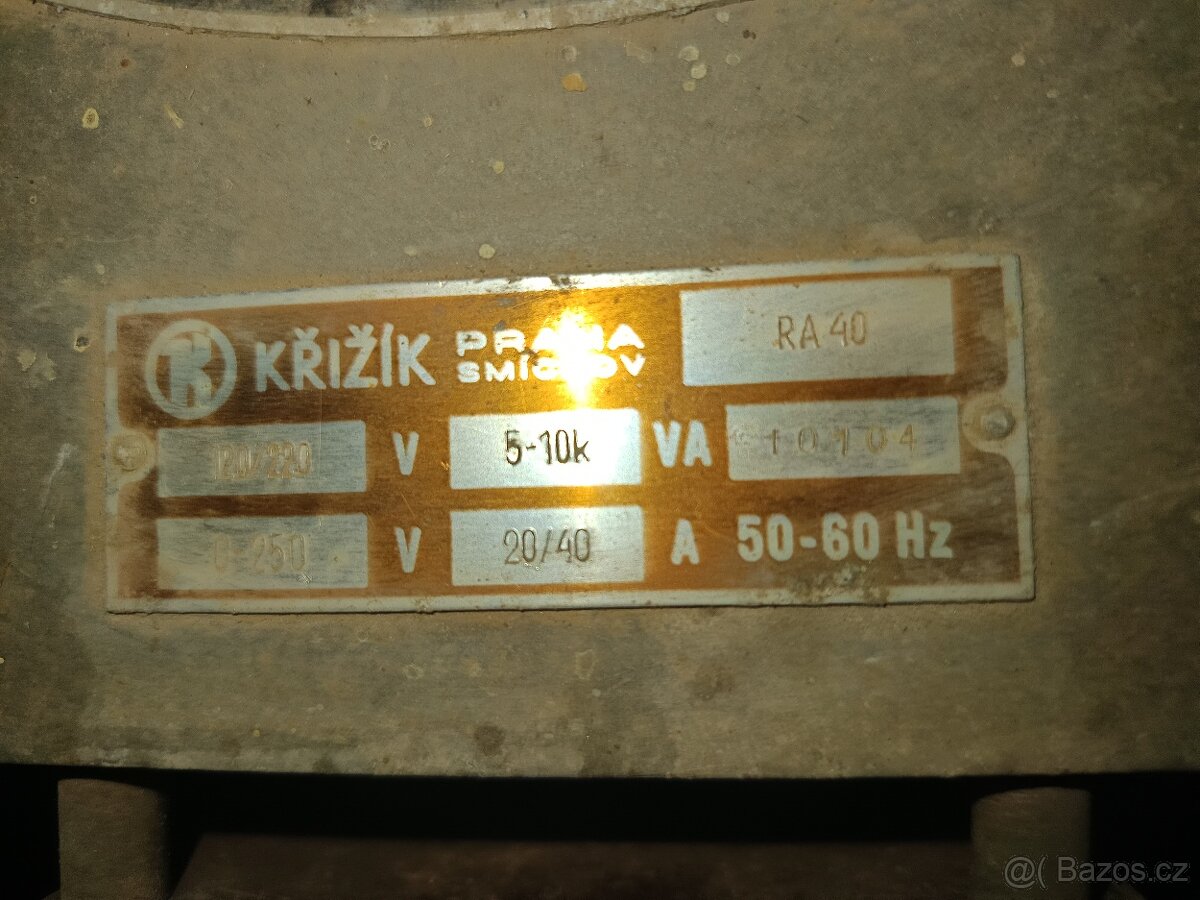 KŘIŽÍK PRAHA RA 40
SMÍCHOV
120/220 V 5-10k VA 10104
0-250 V 20/40 A 50-60 Hz
@( Bazos.cz